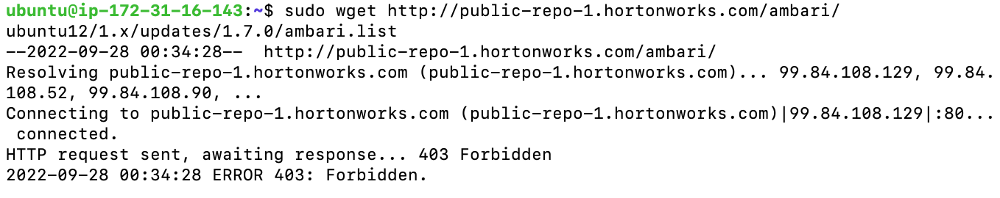 ubuntu@ip-172-31-16-143:~$ sudo wget http://public-repo-1.hortonworks.com/ambari/
ubuntu12/1.x/updates/1.7.0/ambari.list
--2022-09-28 00:34:28--  http://public-repo-1.hortonworks.com/ambari/
Resolving public-repo-1.hortonworks.com (public-repo-1.hortonworks.com)... 99.84.108.129, 99.84.
108.52, 99.84.108.90, ...
Connecting to public-repo-1.hortonworks.com (public-repo-1.hortonworks.com)|99.84.108.129|:80...
 connected.
HTTP request sent, awaiting response... 403 Forbidden
2022-09-28 00:34:28 ERROR 403: Forbidden.